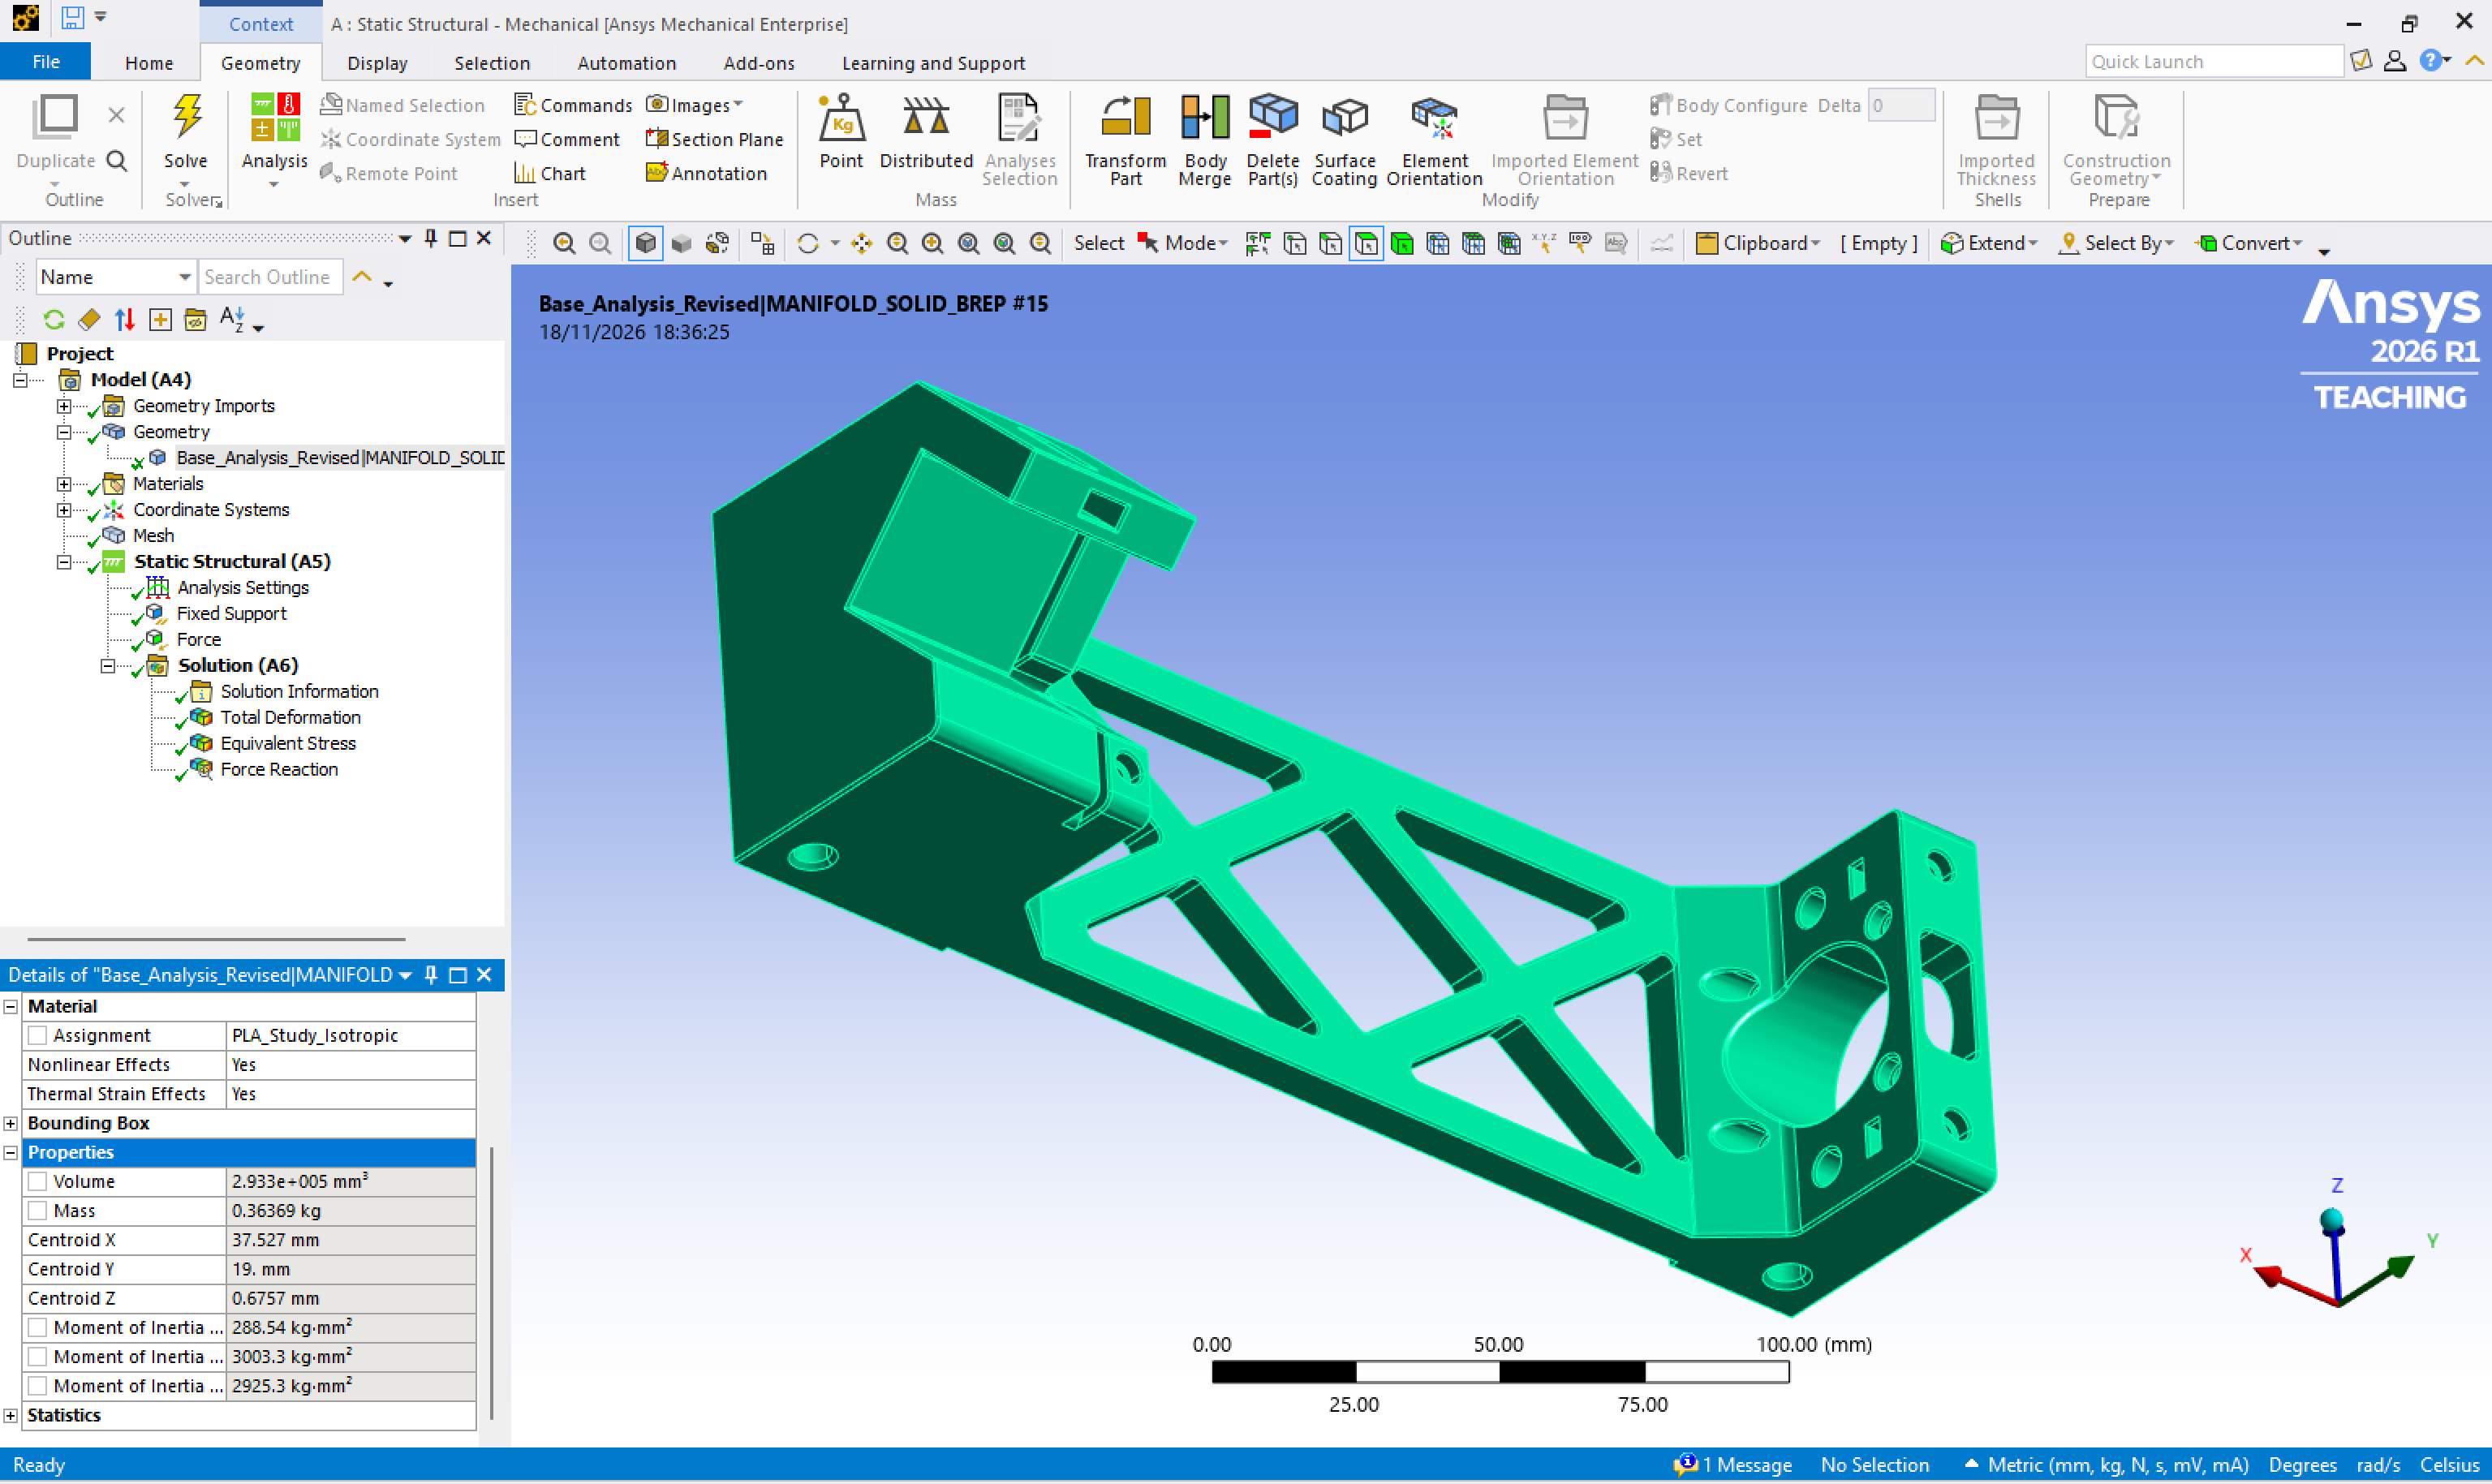 Context
A : Static Structural - Mechanical [Ansys Mechanical Enterprise]
File Home Geometry Display Selection Automation Add-ons Learning and Support
Quick Launch
Duplicate
Outline
Solve
Solver
Analysis
Named Selection
Coordinate System
Remote Point
Commands
Comment
Chart
Images
Section Plane
Annotation
Insert
Kg
Point
Distributed
Analyses Selection
Mass
Transform Part
Body Merge
Delete Part(s)
Surface Coating
Element Orientation
Imported Element Orientation
Modify
Body Configure Delta 0
Set
Revert
Imported Thickness
Shells
Construction Geometry
Prepare
Outline
Name Search Outline
Select Mode
Clipboard [ Empty ] Extend Select By Convert
Project
Model (A4)
Geometry Imports
Geometry
Base_Analysis_Revised|MANIFOLD_SOLID
Materials
Coordinate Systems
Mesh
Static Structural (A5)
Analysis Settings
Fixed Support
Force
Solution (A6)
Solution Information
Total Deformation
Equivalent Stress
Force Reaction
Details of "Base_Analysis_Revised|MANIFOLD
Material
Assignment PLA_Study_Isotropic
Nonlinear Effects Yes
Thermal Strain Effects Yes
Bounding Box
Properties
Volume 2.933e+005 mm³
Mass 0.36369 kg
Centroid X 37.527 mm
Centroid Y 19. mm
Centroid Z 0.6757 mm
Moment of Inertia ... 288.54 kg·mm²
Moment of Inertia ... 3003.3 kg·mm²
Moment of Inertia ... 2925.3 kg·mm²
Statistics
Base_Analysis_Revised|MANIFOLD_SOLID_BREP #15
18/11/2026 18:36:25
Ansys
2026 R1
TEACHING
Z
X
Y
0.00 50.00 100.00 (mm)
25.00 75.00
Ready
1 Message No Selection Metric (mm, kg, N, s, mV, mA) Degrees rad/s Celsius